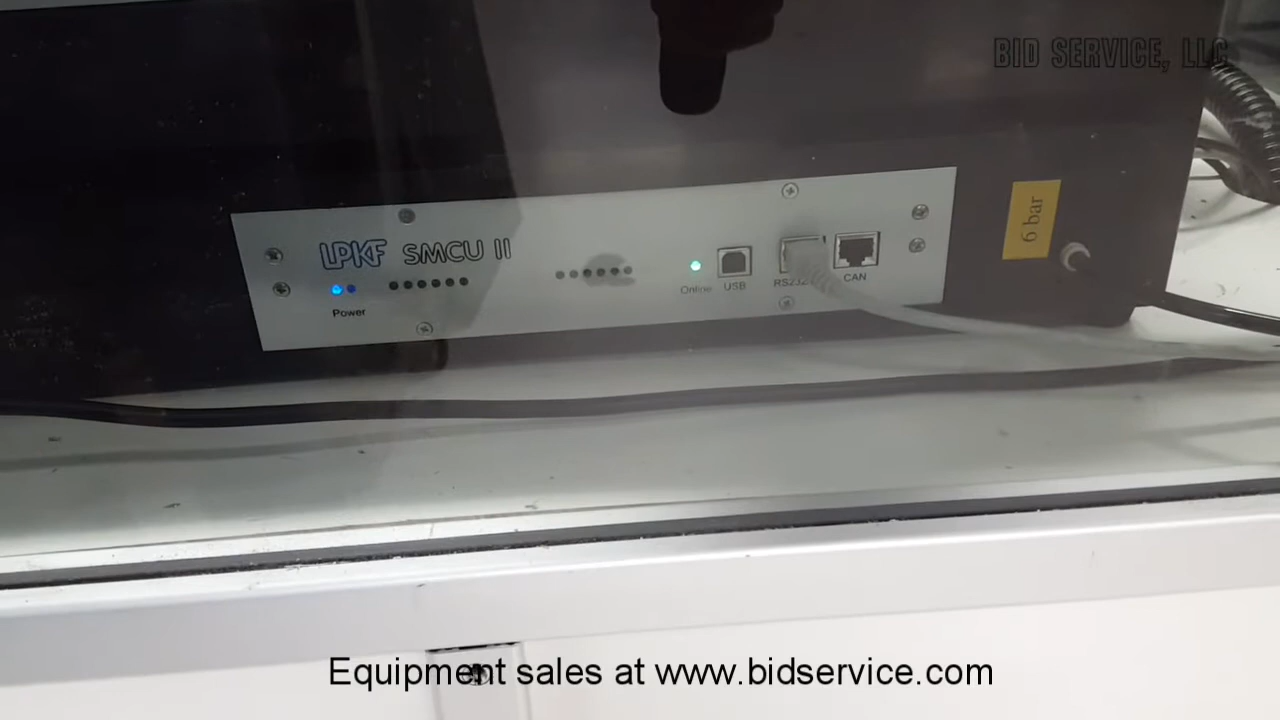 BID SERVICE, LLC
LPKF SMCU II
Power
Online
USB
RS232
CAN
6 bar
Equipment sales at www.bidservice.com